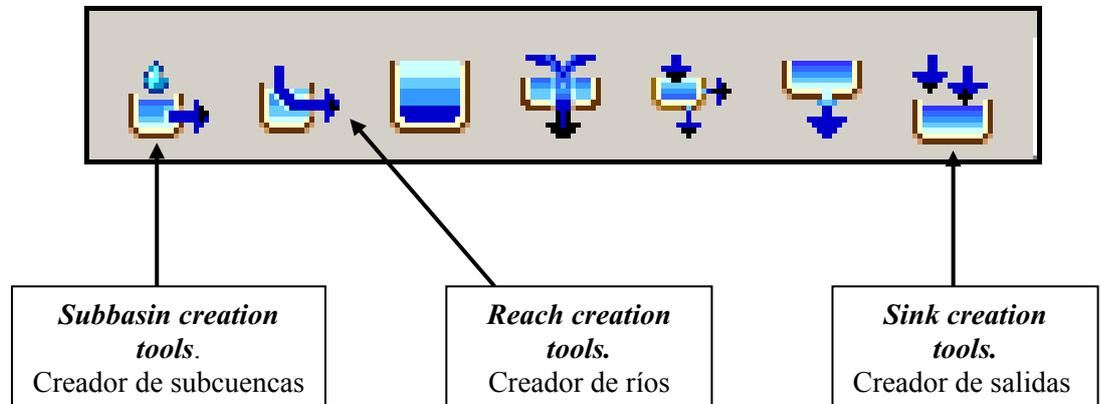 Subbasin creation
tools.
Creador de subcuencas
Reach creation
tools.
Creador de ríos
Sink creation
tools.
Creador de salidas